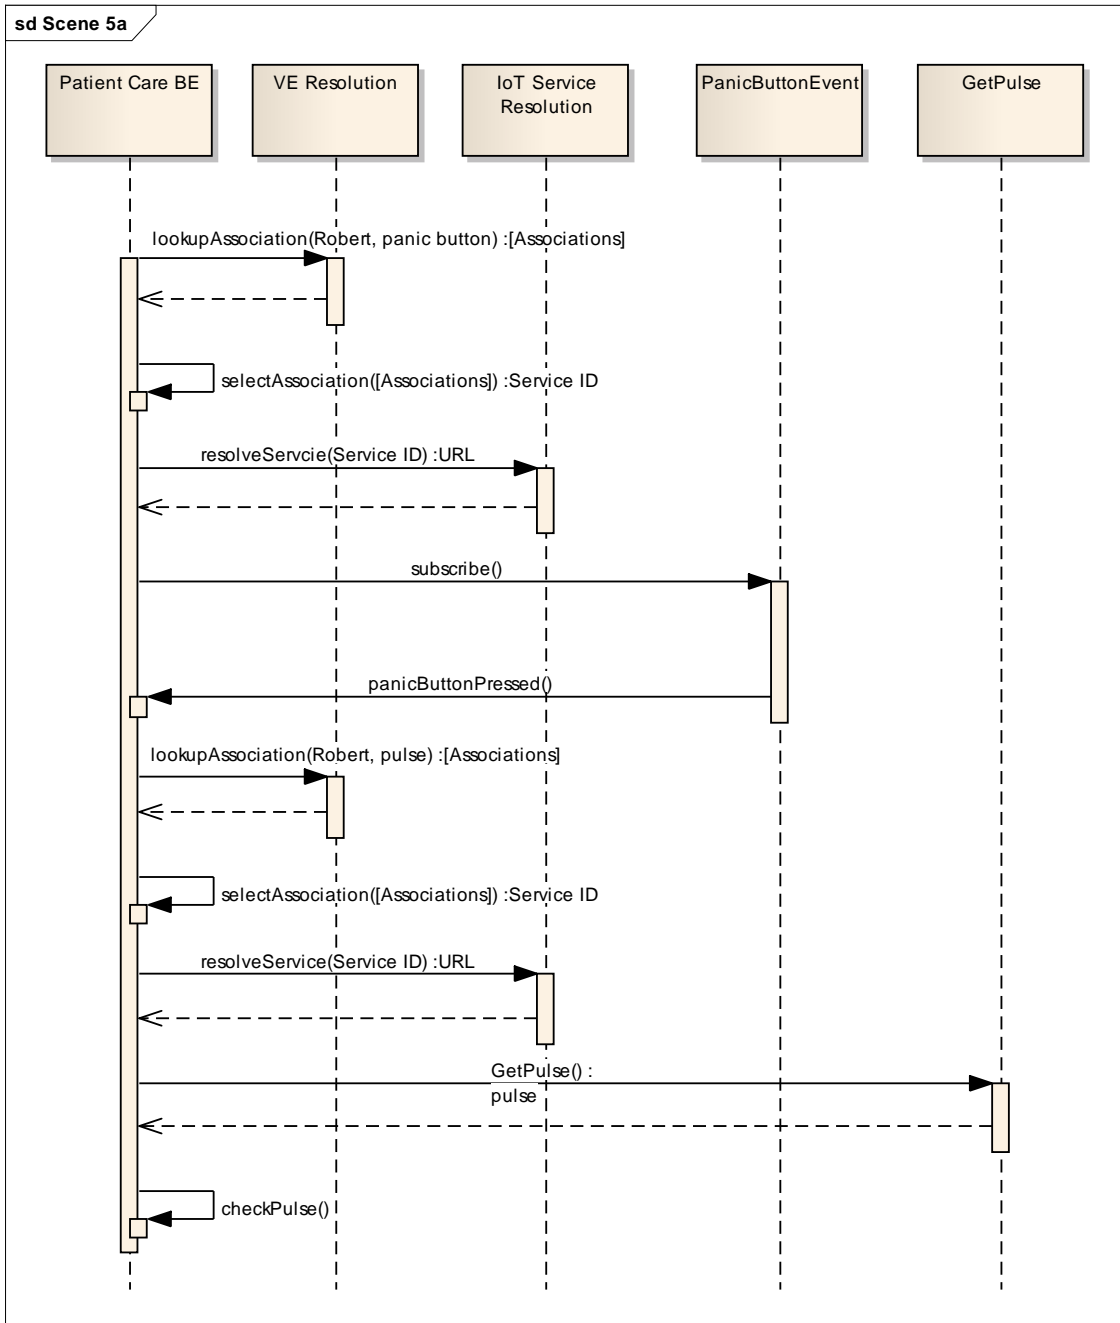 sd Scene 5a
Patient Care BE
VE Resolution
IoT Service
Resolution
PanicButtonEvent
GetPulse
lookupAssociation(Robert, panic button) :[Associations]
selectAssociation([Associations]) :Service ID
resolveServcie(Service ID) :URL
subscribe()
panicButtonPressed()
lookupAssociation(Robert, pulse) :[Associations]
selectAssociation([Associations]) :Service ID
resolveService(Service ID) :URL
GetPulse() :
pulse
checkPulse()